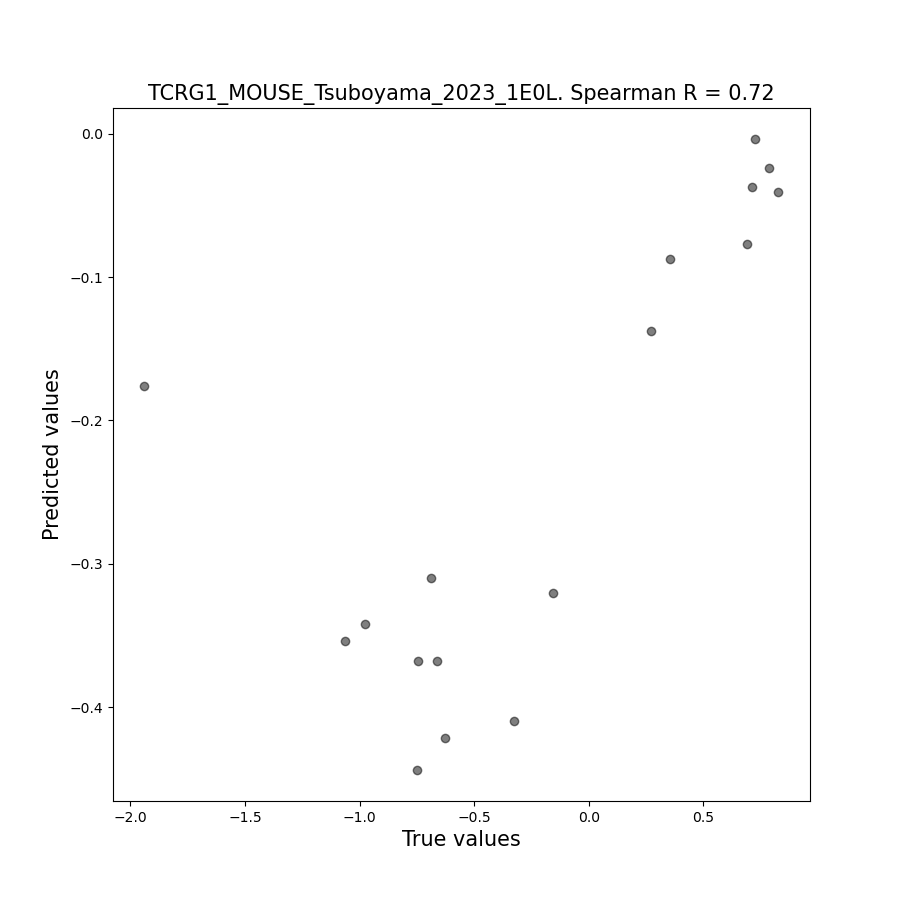 TCRG1_MOUSE_Tsuboyama_2023_1E0L. Spearman R = 0.72
0.0
−0.1
−0.2
−0.3
−0.4
Predicted values
−2.0 −1.5 −1.0 −0.5 0.0 0.5
True values